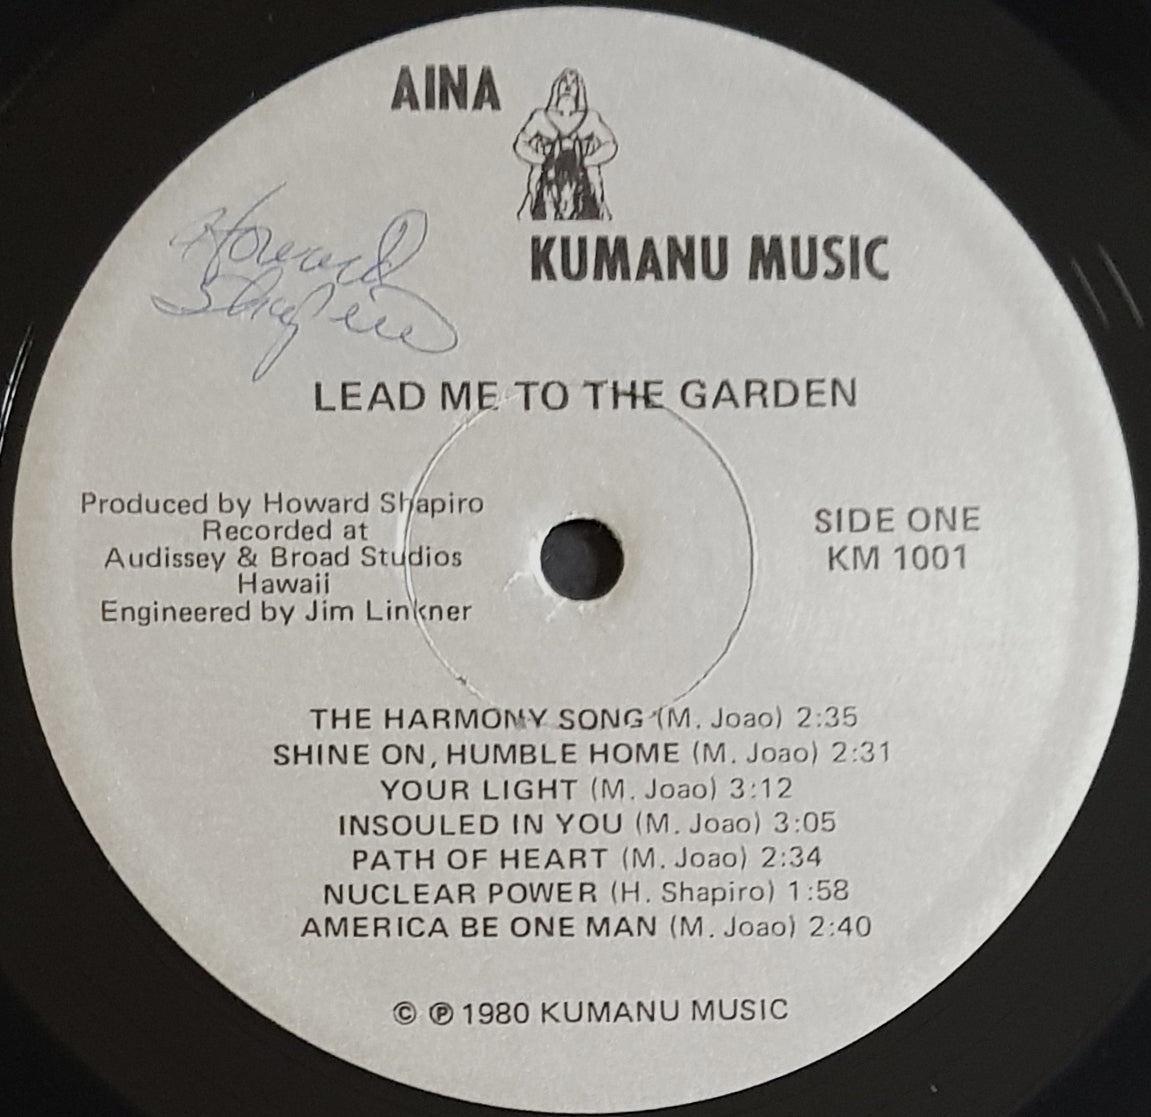 AINA
KUMANU MUSIC
Howard
Shapiro
LEAD ME TO THE GARDEN
Produced by Howard Shapiro
Recorded at
Audissey & Broad Studios
Hawaii
Engineered by Jim Linkner
SIDE ONE
KM 1001
THE HARMONY SONG (M. Joao) 2:35
SHINE ON, HUMBLE HOME (M. Joao) 2:31
YOUR LIGHT (M. Joao) 3:12
INSOULED IN YOU (M. Joao) 3:05
PATH OF HEART (M. Joao) 2:34
NUCLEAR POWER (H. Shapiro) 1:58
AMERICA BE ONE MAN (M. Joao) 2:40
© ℗ 1980 KUMANU MUSIC